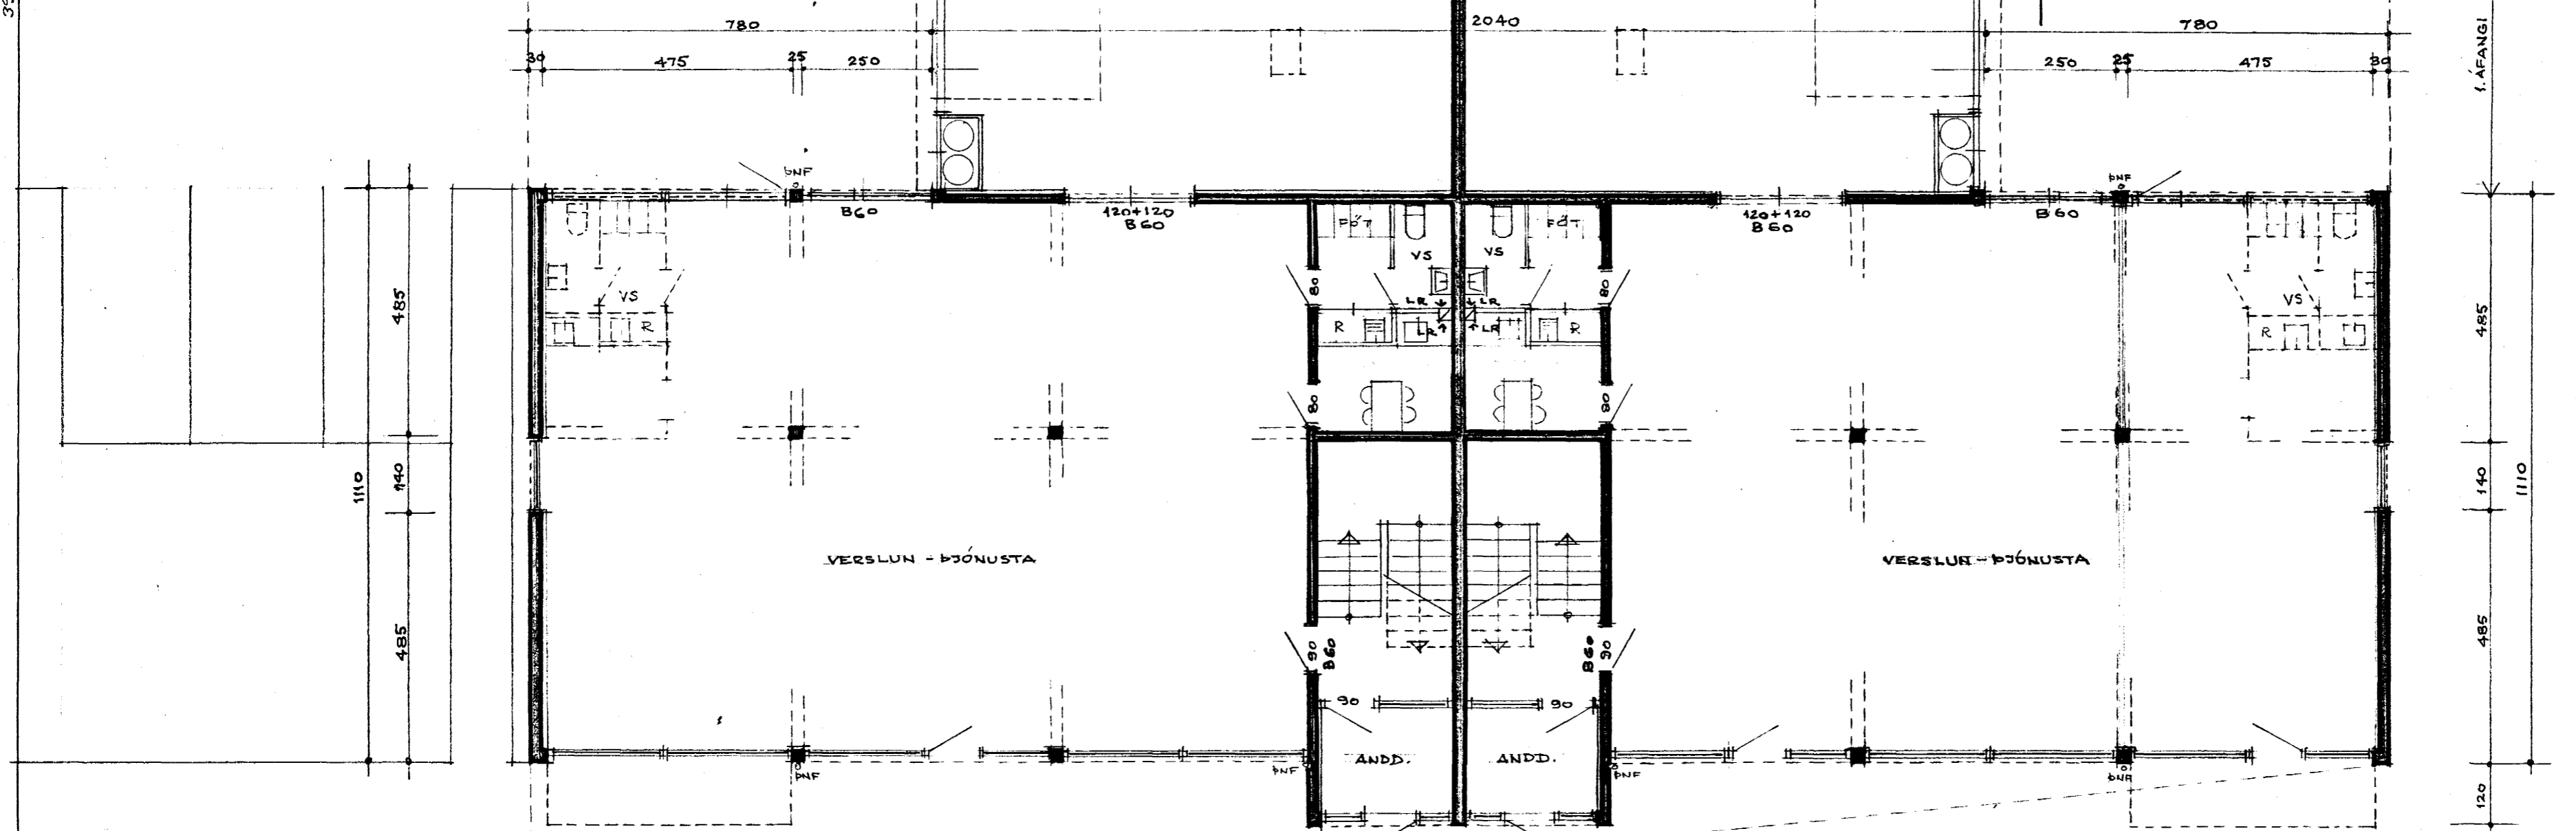 780
2040
780
30
475
25
250
250
25
475
30
1. ÁFANGI
ÞNF
ÞNF
B60
120+120
B60
120+120
B60
B60
FÖT
FÖT
VS
VS
80
80
VS
VS
LR
LR
R
R
LR
LR
R
R
485
485
80
80
1110
140
140
1110
VERSLUN - ÞJÓNUSTA
VERSLUN - ÞJÓNUSTA
485
485
90
B60
B60
90
90
90
ANDD.
ANDD.
ÞNF
ÞNF
ÞNF
ÞNF
120